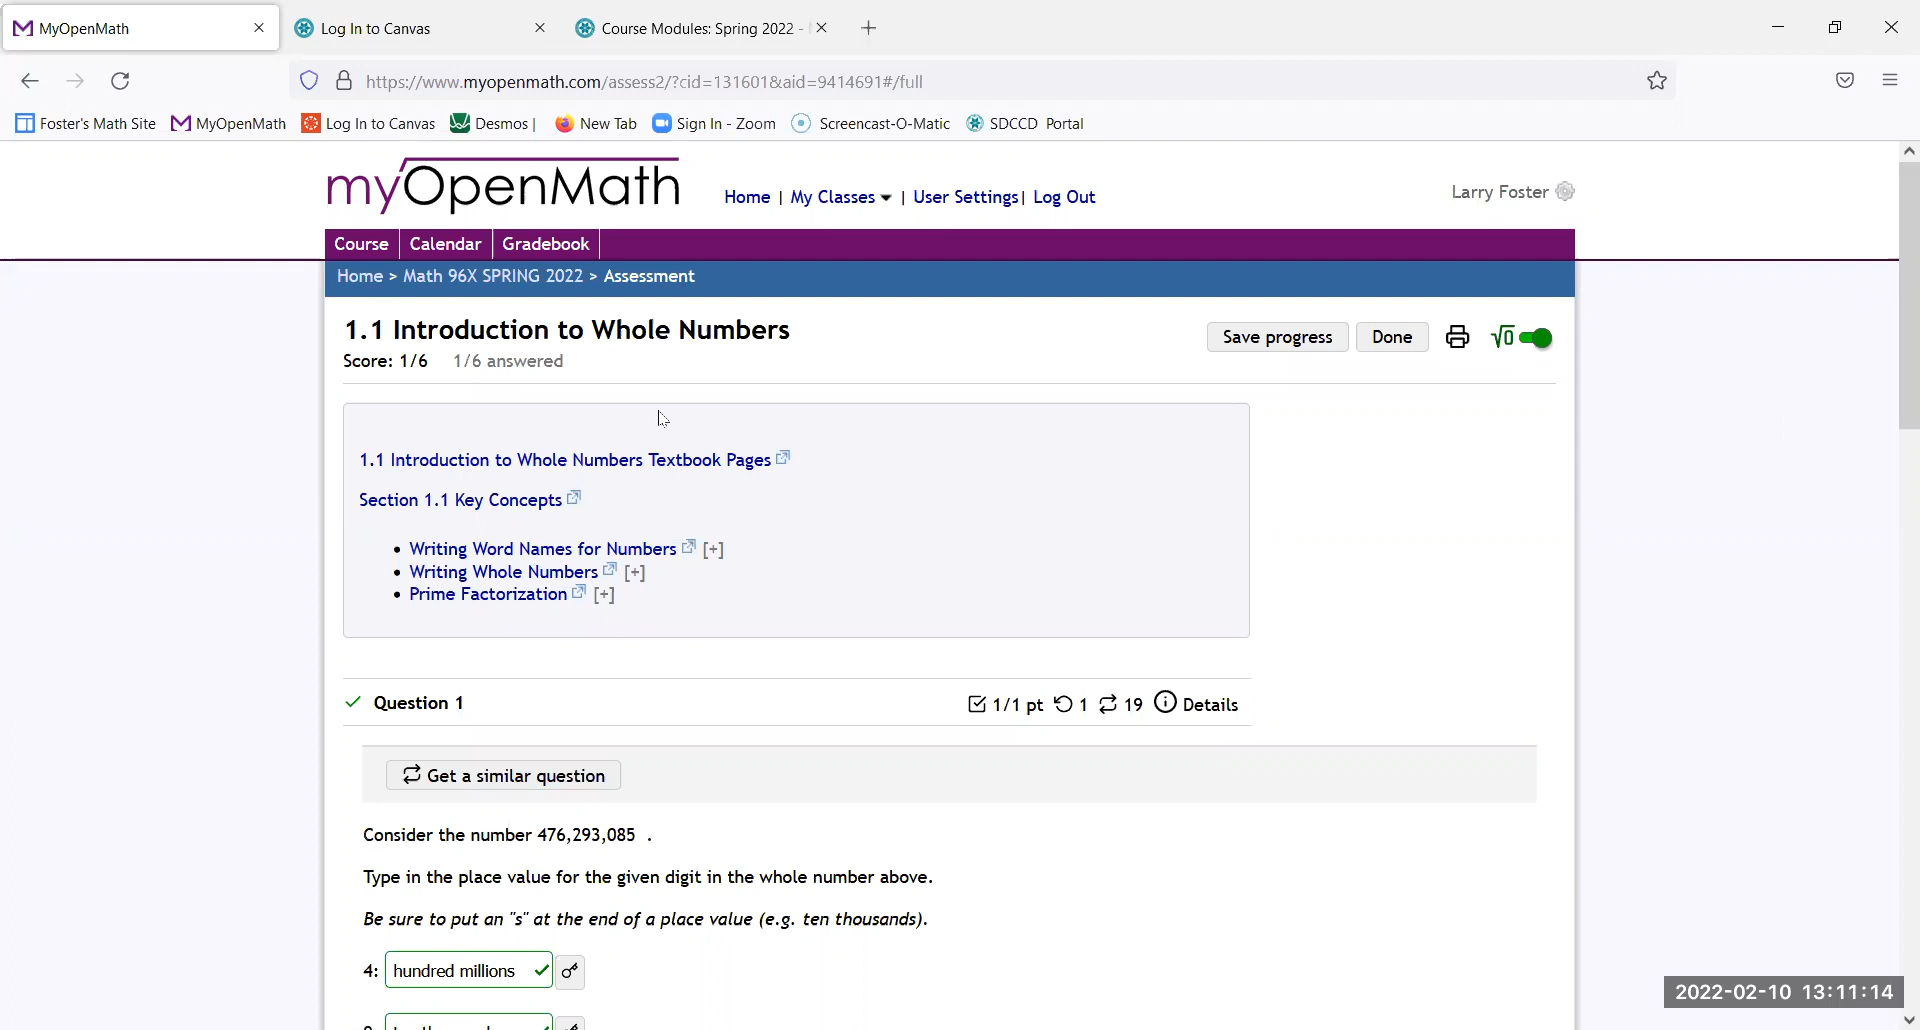 MyOpenMath
Log In to Canvas
Course Modules: Spring 2022 -
https://www.myopenmath.com/assess2/?cid=131601&aid=9414691#/full
Foster's Math Site
MyOpenMath
Log In to Canvas
Desmos |
New Tab
Sign In - Zoom
Screencast-O-Matic
SDCCD Portal
myOpenMath
Home | My Classes | User Settings | Log Out
Larry Foster
Course
Calendar
Gradebook
Home > Math 96X SPRING 2022 > Assessment
1.1 Introduction to Whole Numbers
Save progress
Done
√0
Score: 1/6 1/6 answered
1.1 Introduction to Whole Numbers Textbook Pages
Section 1.1 Key Concepts
• Writing Word Names for Numbers [+]
• Writing Whole Numbers [+]
• Prime Factorization [+]
Question 1
1/1 pt 1 19 Details
Get a similar question
Consider the number 476,293,085 .
Type in the place value for the given digit in the whole number above.
Be sure to put an "s" at the end of a place value (e.g. ten thousands).
4: hundred millions
2022-02-10 13:11:14